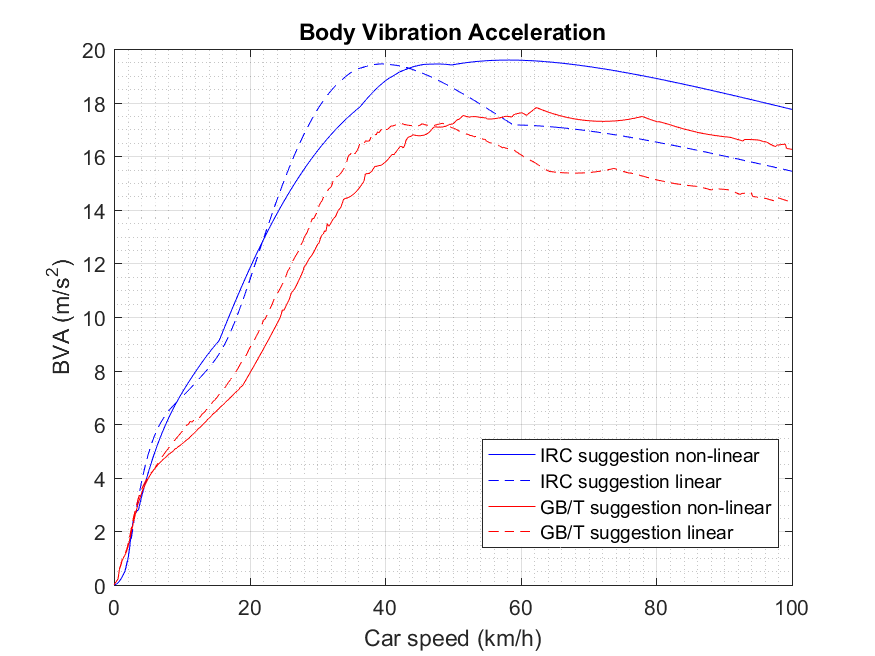 Body Vibration Acceleration
20
18
16
14
12
10
8
6
4
2
0
BVA (m/s²)
IRC suggestion non-linear
IRC suggestion linear
GB/T suggestion non-linear
GB/T suggestion linear
0 20 40 60 80 100
Car speed (km/h)